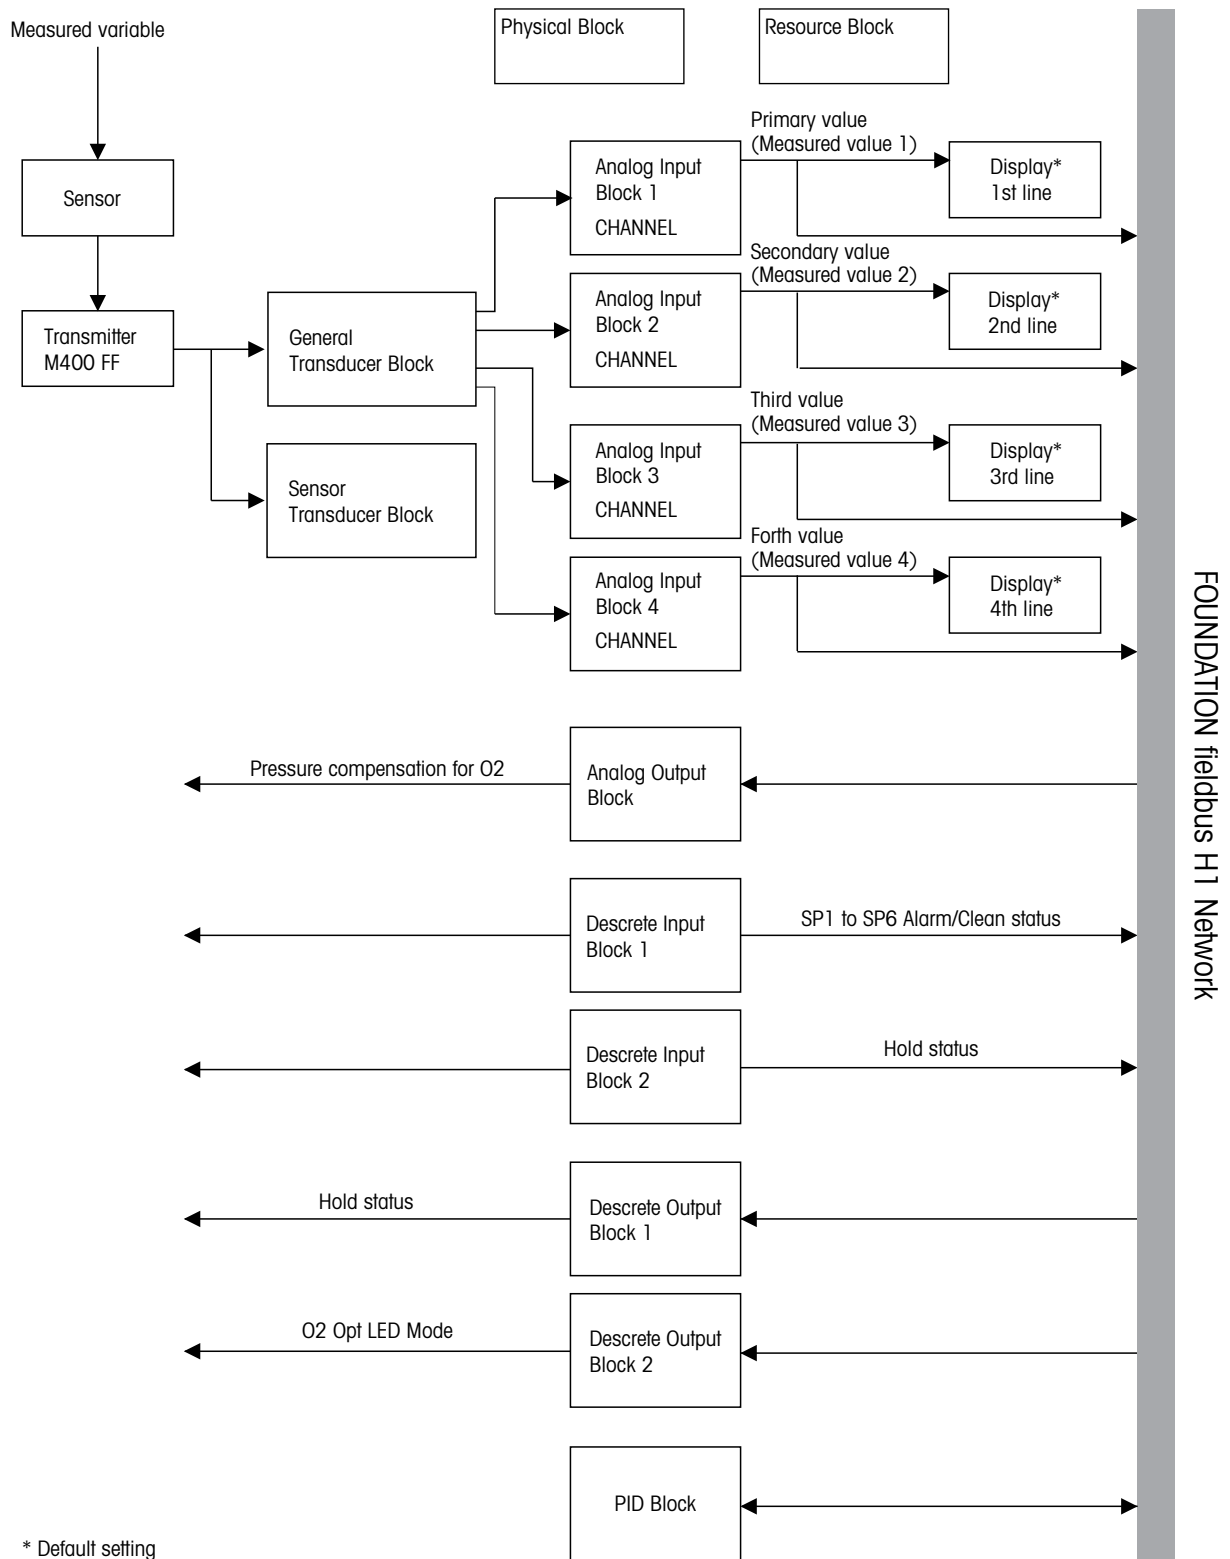 Measured variable
Physical Block
Resource Block
Sensor
Transmitter
M400 FF
General
Transducer Block
Sensor
Transducer Block
Analog Input
Block 1
CHANNEL
Primary value
(Measured value 1)
Display*
1st line
Analog Input
Block 2
CHANNEL
Secondary value
(Measured value 2)
Display*
2nd line
Analog Input
Block 3
CHANNEL
Third value
(Measured value 3)
Display*
3rd line
Analog Input
Block 4
CHANNEL
Forth value
(Measured value 4)
Display*
4th line
Pressure compensation for O2
Analog Output
Block
Descrete Input
Block 1
SP1 to SP6 Alarm/Clean status
Descrete Input
Block 2
Hold status
Hold status
Descrete Output
Block 1
O2 Opt LED Mode
Descrete Output
Block 2
PID Block
FOUNDATION fieldbus H1 Network
* Default setting